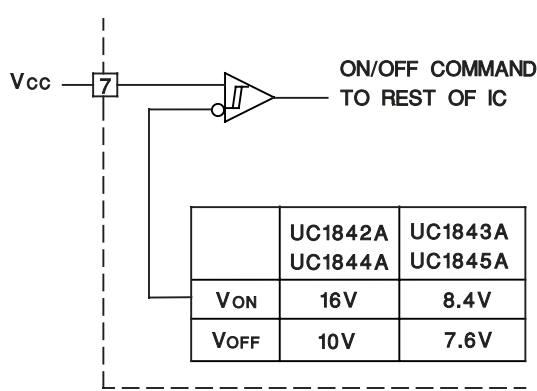 Vcc
7
ON/OFF COMMAND
TO REST OF IC
UC1842A UC1843A
UC1844A UC1845A
VON 16V 8.4V
VOFF 10V 7.6V